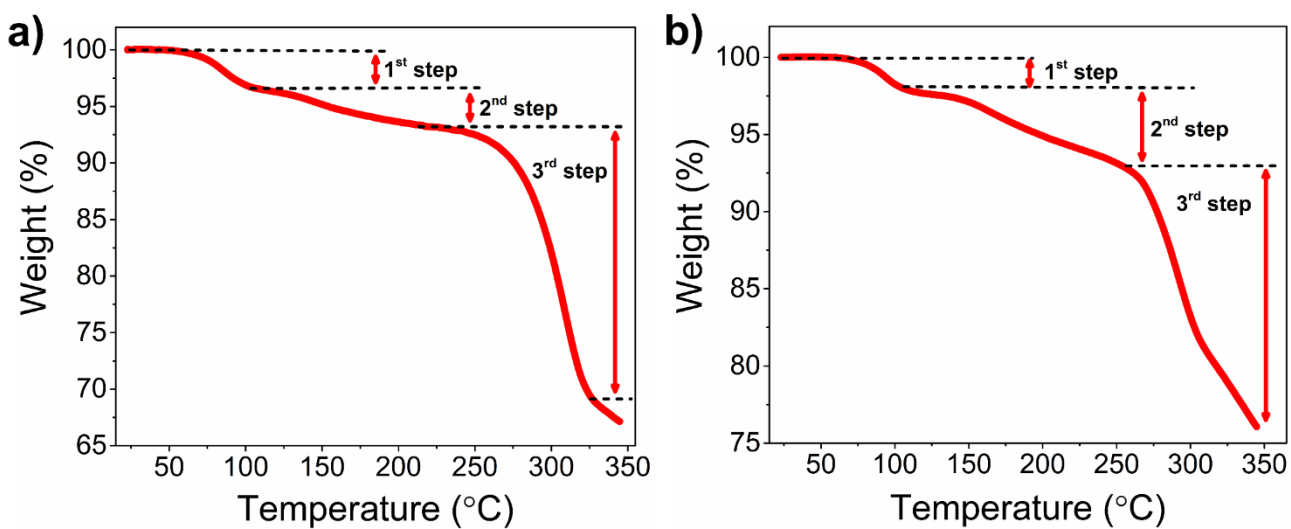 a)
100
95
90
85
80
75
70
65
1st step
2nd step
3rd step
50 100 150 200 250 300 350
Temperature (°C)
Weight (%)
b)
100
95
90
85
80
75
1st step
2nd step
3rd step
50 100 150 200 250 300 350
Temperature (°C)
Weight (%)